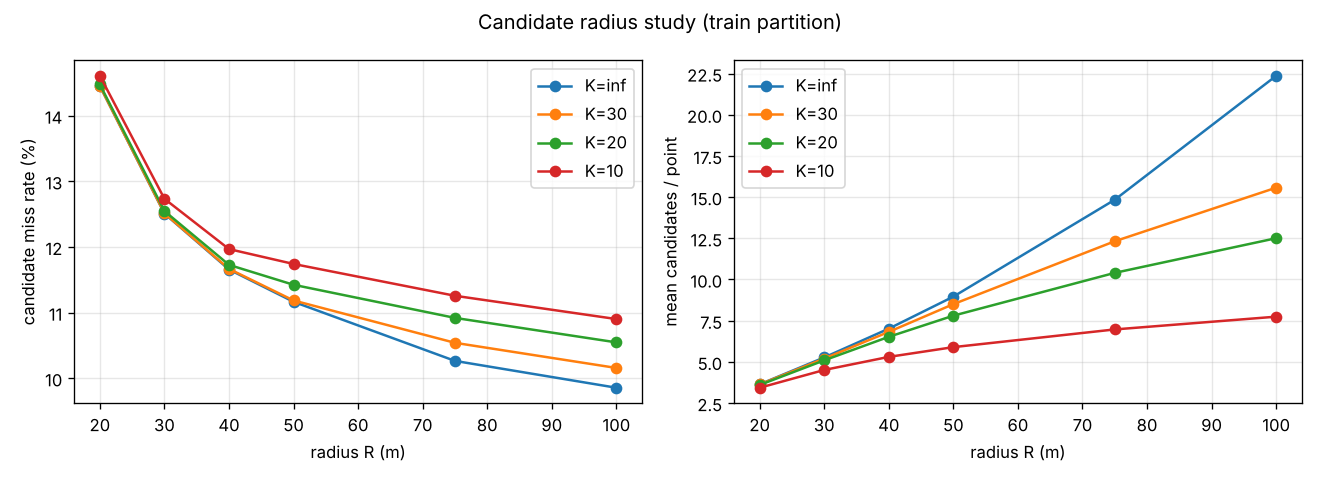 Candidate radius study (train partition)
candidate miss rate (%)
14
13
12
11
10
K=inf
K=30
K=20
K=10
20 30 40 50 60 70 80 90 100
radius R (m)
mean candidates / point
22.5
20.0
17.5
15.0
12.5
10.0
7.5
5.0
2.5
K=inf
K=30
K=20
K=10
20 30 40 50 60 70 80 90 100
radius R (m)